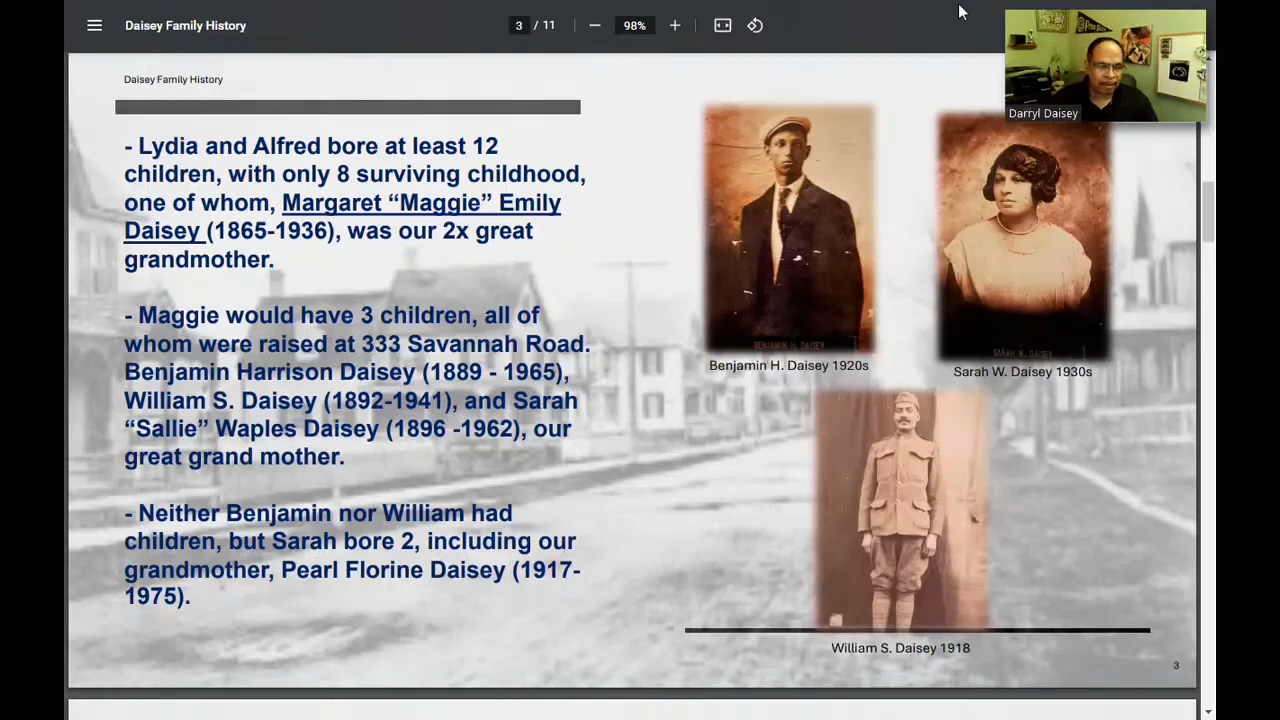 Daisey Family History
3 / 11
98%
Daisey Family History
- Lydia and Alfred bore at least 12
children, with only 8 surviving childhood,
one of whom, Margaret “Maggie” Emily
Daisey (1865-1936), was our 2x great
grandmother.
- Maggie would have 3 children, all of
whom were raised at 333 Savannah Road.
Benjamin Harrison Daisey (1889 - 1965),
William S. Daisey (1892-1941), and Sarah
“Sallie” Waples Daisey (1896 -1962), our
great grand mother.
- Neither Benjamin nor William had
children, but Sarah bore 2, including our
grandmother, Pearl Florine Daisey (1917-
1975).
BENJAMIN H. DAISEY
Benjamin H. Daisey 1920s
SARAH W. DAISEY
Sarah W. Daisey 1930s
William S. Daisey 1918
3
Darryl Daisey